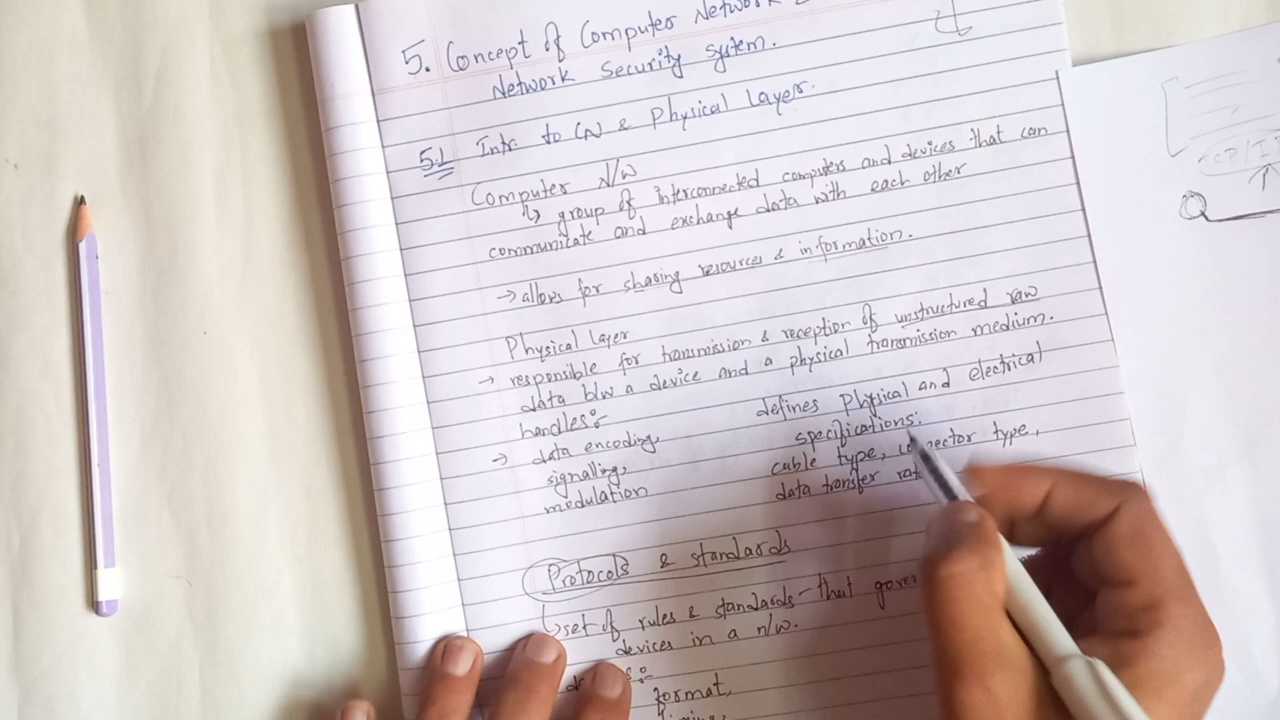 5. Concept of Computer Network &
Network Security System.
5.1 Intr. to CN & Physical Layer.
Computer N/W
↳ group of interconnected computers and devices that can
communicate and exchange data with each other
→ allows for sharing resources & information.
Physical layer
→ responsible for transmission & reception of unstructured raw
data b/w a device and a physical transmission medium.
handles:-
→ data encoding,
signalling,
modulation
defines Physical and electrical
specifications:
cable type, connector type,
data transfer rate
Protocols & standards
↳ set of rules & standards - that
devices in a n/w.
format,
timing,
TCP/I